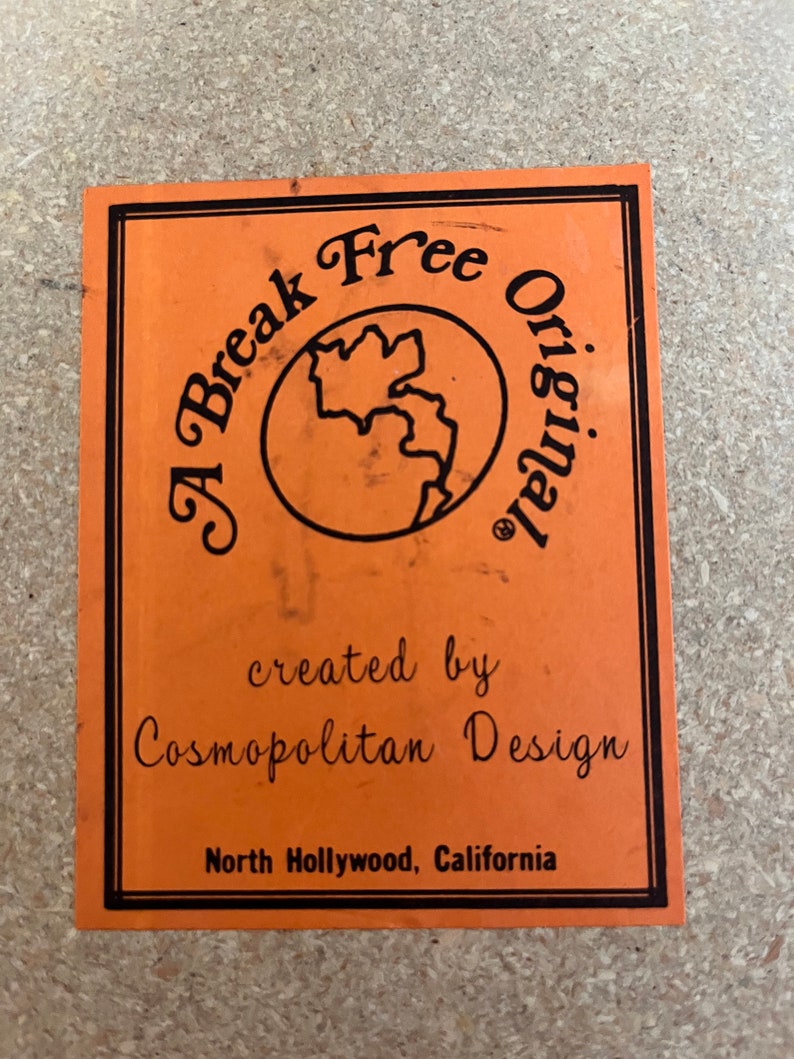 A Break Free Original®
created by
Cosmopolitan Design
North Hollywood, California